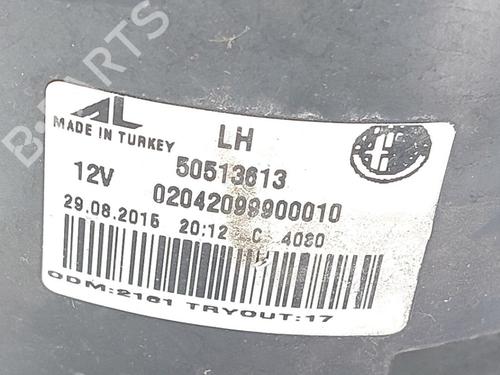 B-PARTS
AL
MADE IN TURKEY
LH
12V
50513613
02042099900010
29.08.2015 20:12 C 4080
ODM:2161 TRYOUT:17